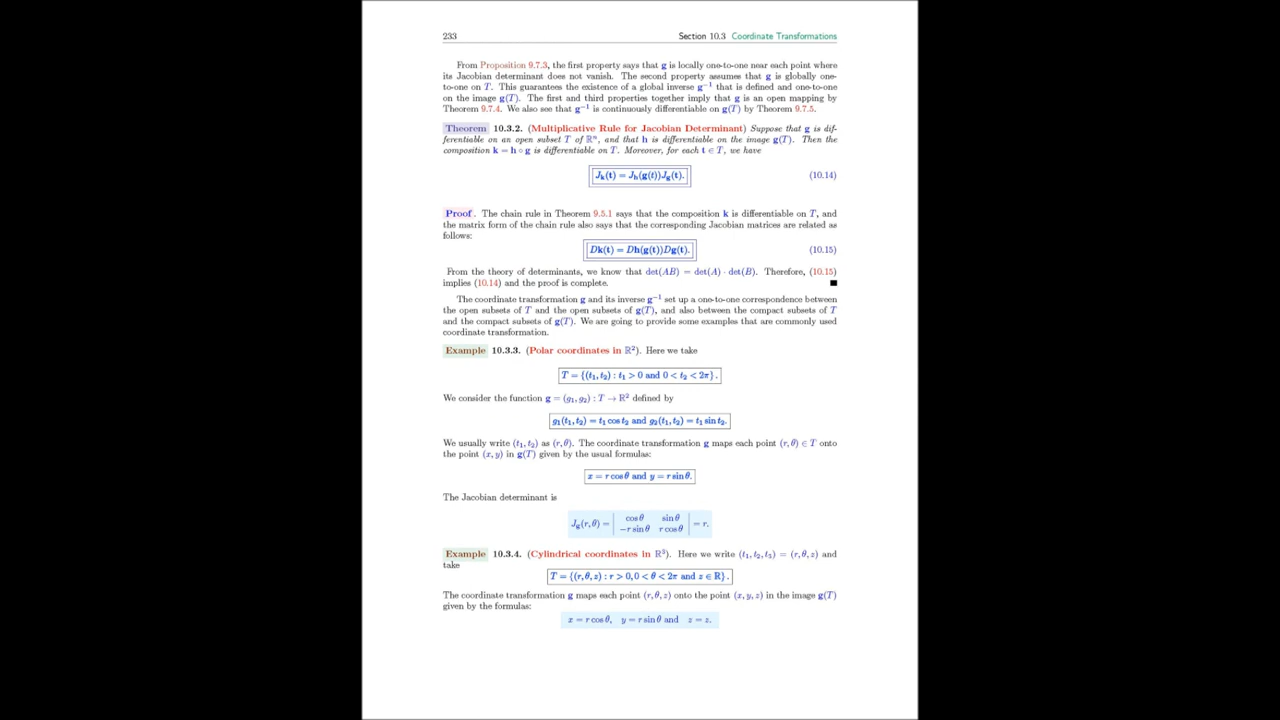 233 Section 10.3 Coordinate Transformations
From Proposition 9.7.3, the first property says that g is locally one-to-one near each point where
its Jacobian determinant does not vanish. The second property assumes that g is globally one-
to-one on T. This guarantees the existence of a global inverse g⁻¹ that is defined and one-to-one
on the image g(T). The first and third properties together imply that g is an open mapping by
Theorem 9.7.4. We also see that g⁻¹ is continuously differentiable on g(T) by Theorem 9.7.5.
Theorem 10.3.2. (Multiplicative Rule for Jacobian Determinant) Suppose that g is dif-
ferentiable on an open subset T of ℝⁿ, and that h is differentiable on the image g(T). Then the
composition k = h ∘ g is differentiable on T. Moreover, for each t ∈ T, we have
J_k(t) = J_h(g(t))J_g(t). (10.14)
Proof. The chain rule in Theorem 9.5.1 says that the composition k is differentiable on T, and
the matrix form of the chain rule also says that the corresponding Jacobian matrices are related as
follows:
Dk(t) = Dh(g(t))Dg(t). (10.15)
From the theory of determinants, we know that det(AB) = det(A) · det(B). Therefore, (10.15)
implies (10.14) and the proof is complete. ■
The coordinate transformation g and its inverse g⁻¹ set up a one-to-one correspondence between
the open subsets of T and the open subsets of g(T), and also between the compact subsets of T
and the compact subsets of g(T). We are going to provide some examples that are commonly used
coordinate transformation.
Example 10.3.3. (Polar coordinates in ℝ²). Here we take
T = {(t₁, t₂) : t₁ > 0 and 0 < t₂ < 2π}.
We consider the function g = (g₁, g₂) : T → ℝ² defined by
g₁(t₁, t₂) = t₁ cos t₂ and g₂(t₁, t₂) = t₁ sin t₂.
We usually write (t₁, t₂) as (r, θ). The coordinate transformation g maps each point (r, θ) ∈ T onto
the point (x, y) in g(T) given by the usual formulas:
x = r cos θ and y = r sin θ.
The Jacobian determinant is
J_g(r, θ) = | cos θ sin θ
−r sin θ r cos θ | = r.
Example 10.3.4. (Cylindrical coordinates in ℝ³). Here we write (t₁, t₂, t₃) = (r, θ, z) and
take
T = {(r, θ, z) : r > 0, 0 < θ < 2π and z ∈ ℝ}.
The coordinate transformation g maps each point (r, θ, z) onto the point (x, y, z) in the image g(T)
given by the formulas:
x = r cos θ, y = r sin θ and z = z.